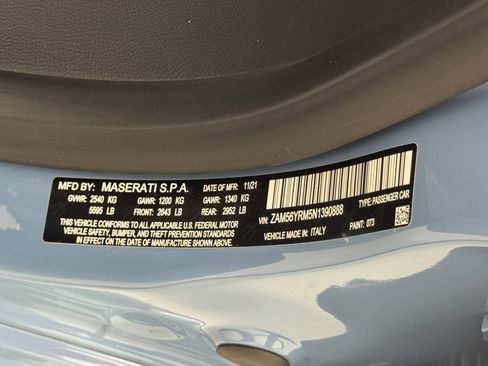 MFD BY: MASERATI S.P.A. DATE OF MFD: 11/21
GVWR: 2540 KG GAWR: 1200 KG GAWR: 1340 KG
5595 LB FRONT: 2643 LB REAR: 2952 LB
THIS VEHICLE CONFORMS TO ALL APPLICABLE U.S. FEDERAL MOTOR
VEHICLE SAFETY, BUMPER, AND THEFT PREVENTION STANDARDS
IN EFFECT ON THE DATE OF MANUFACTURE SHOWN ABOVE.
VIN: ZAM56YRM5N1390888 TYPE: PASSENGER CAR
MADE IN: ITALY PAINT: 073